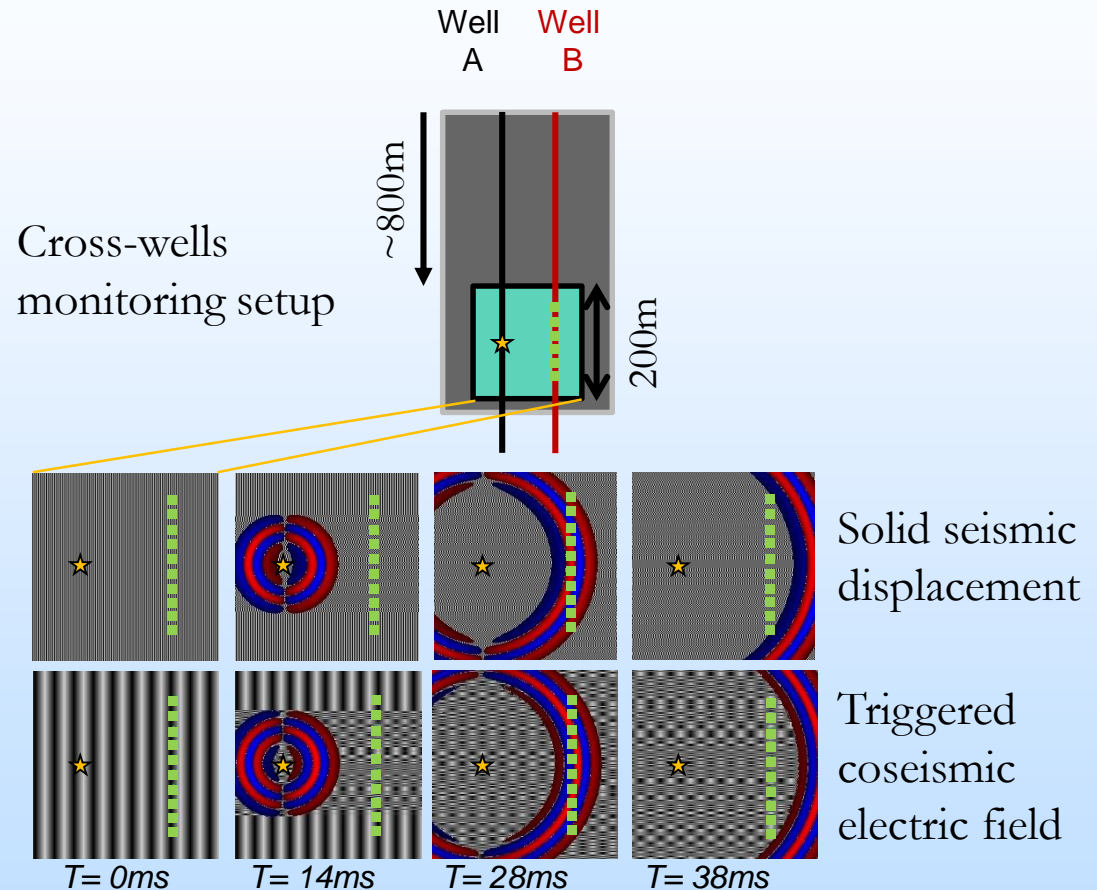 Well
A
Well
B
~800m
Cross-wells
monitoring setup
200m
Solid seismic
displacement
Triggered
coseismic
electric field
T= 0ms
T= 14ms
T= 28ms
T= 38ms